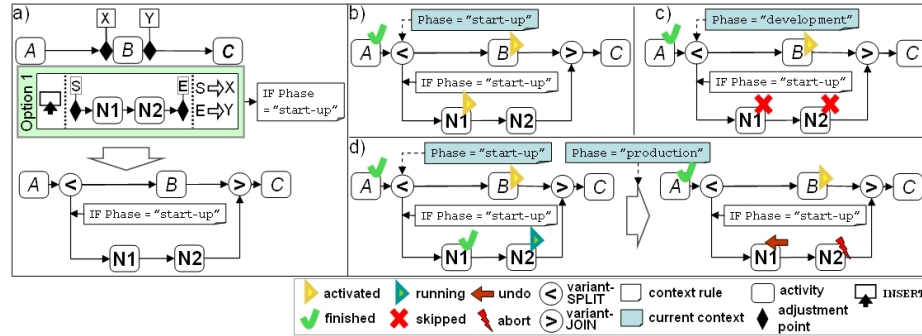 a)
X
Y
A
B
C
Option 1
S
E
N1
N2
S⇨X
E⇨Y
IF Phase
= "start-up"
A
<
B
>
C
IF Phase = "start-up"
N1
N2
b)
Phase = "start-up"
A
<
B
>
C
IF Phase = "start-up"
N1
N2
c)
Phase = "development"
A
<
B
>
C
IF Phase = "start-up"
N1
N2
d)
Phase = "start-up"
Phase = "production"
A
<
B
>
C
IF Phase = "start-up"
N1
N2
A
<
B
>
C
IF Phase = "start-up"
N1
N2
activated
running
undo
< variant-
SPLIT
context rule
activity
INSERT
finished
skipped
abort
> variant-
JOIN
current context
adjustment
point